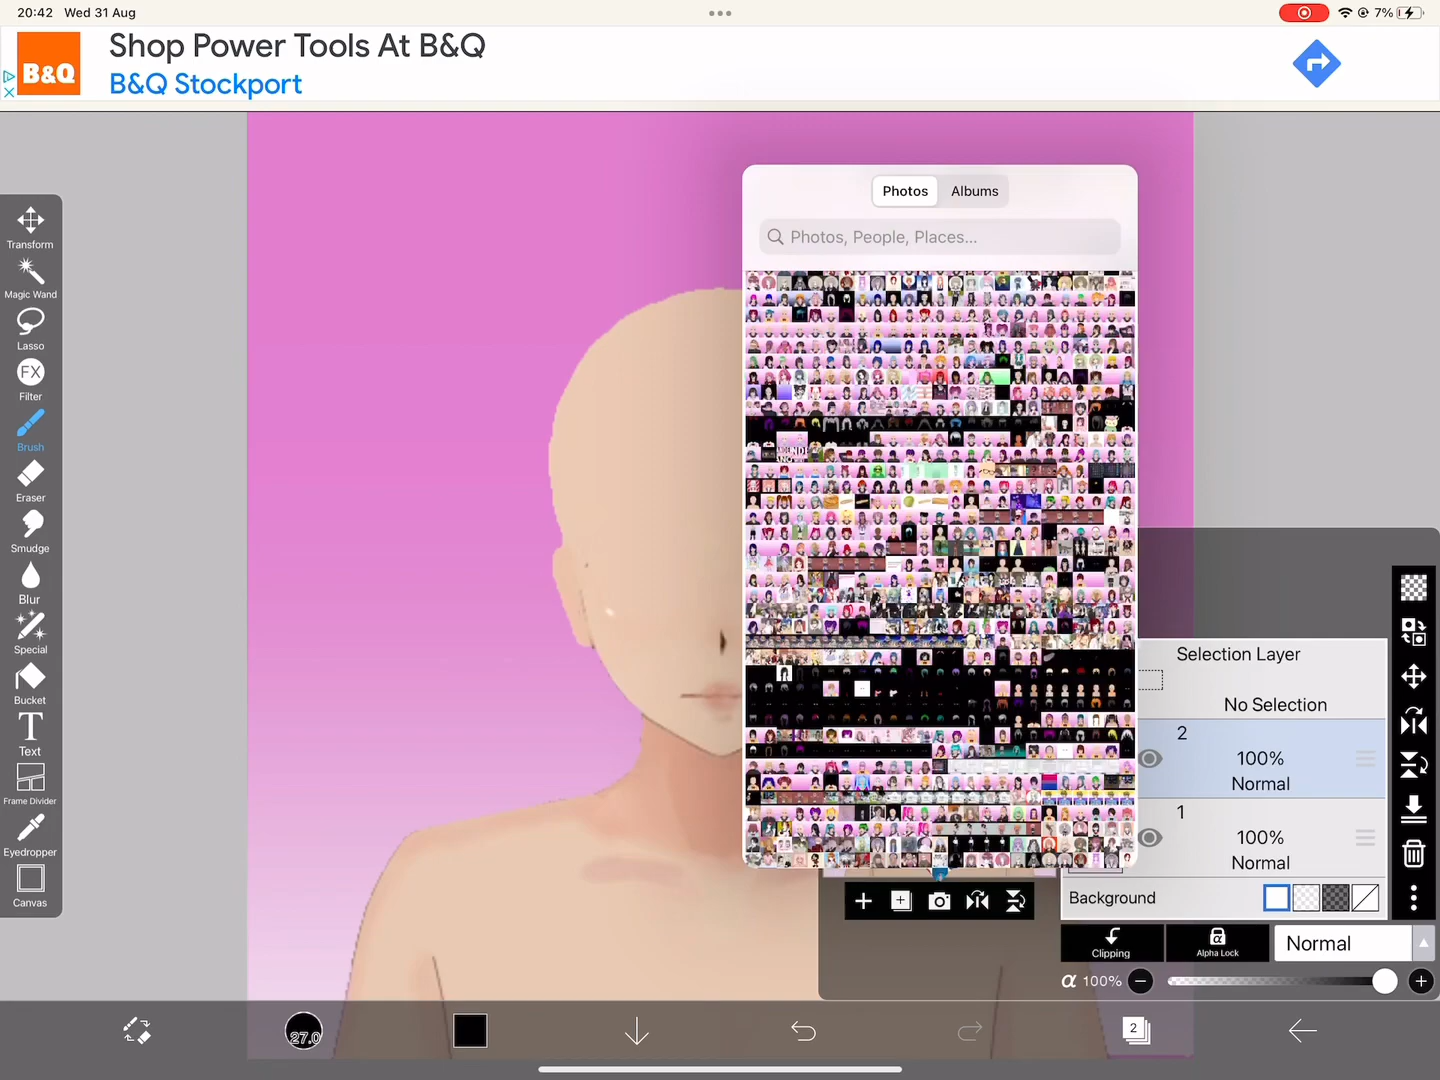 20:42 Wed 31 Aug
7%
B&Q
Shop Power Tools At B&Q
B&Q Stockport
Photos Albums
Photos, People, Places...
Transform
Magic Wand
Lasso
FX
Filter
Brush
Eraser
Smudge
Blur
Special
Bucket
T
Text
Frame Divider
Eyedropper
Canvas
Selection Layer
No Selection
2
100%
Normal
1
100%
Normal
Background
Clipping
Alpha Lock
Normal
α 100%
27.0
2